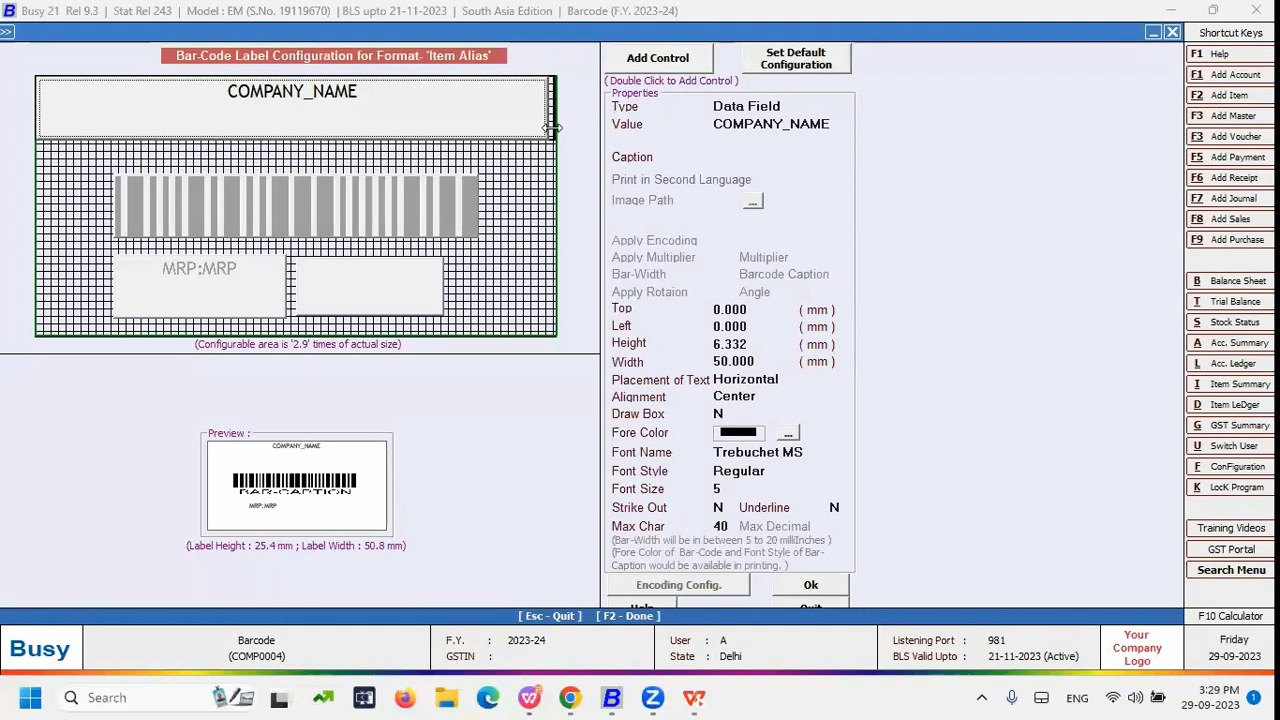 Busy 21 Rel 9.3 | Stat Rel 243 | Model : EM (S.No. 19119670) | BLS upto 21-11-2023 | South Asia Edition | Barcode (F.Y. 2023-24)
>>
Shortcut Keys
Bar-Code Label Configuration for Format- 'Item Alias'
COMPANY_NAME
MRP:MRP
(Configurable area is '2.9' times of actual size)
Preview :
COMPANY_NAME
BAR-CAPTION
MRP:MRP
(Label Height : 25.4 mm ; Label Width : 50.8 mm)
Add Control
Set Default Configuration
( Double Click to Add Control )
Properties
Type Data Field
Value COMPANY_NAME
Caption
Print in Second Language
Image Path ...
Apply Encoding
Apply Multiplier Multiplier
Bar-Width Barcode Caption
Apply Rotaion Angle
Top 0.000 ( mm )
Left 0.000 ( mm )
Height 6.332 ( mm )
Width 50.000 ( mm )
Placement of Text Horizontal
Alignment Center
Draw Box N
Fore Color ...
Font Name Trebuchet MS
Font Style Regular
Font Size 5
Strike Out N Underline N
Max Char 40 Max Decimal
(Bar-Width will be in between 5 to 20 milliInches )
(Fore Color of Bar-Code and Font Style of Bar-
Caption would be available in printing. )
Encoding Config. Ok
Help Quit
F1 Help
F1 Add Account
F2 Add Item
F3 Add Master
F3 Add Voucher
F5 Add Payment
F6 Add Receipt
F7 Add Journal
F8 Add Sales
F9 Add Purchase
B Balance Sheet
T Trial Balance
S Stock Status
A Acc. Summary
L Acc. Ledger
I Item Summary
D Item LeDger
G GST Summary
U Switch User
F ConFiguration
K LocK Program
Training Videos
GST Portal
Search Menu
F10 Calculator
[ Esc - Quit ] [ F2 - Done ]
Busy
Barcode
(COMP0004)
F.Y. : 2023-24
GSTIN :
User : A
State : Delhi
Listening Port : 981
BLS Valid Upto : 21-11-2023 (Active)
Your
Company
Logo
Friday
29-09-2023
Search
ENG
3:29 PM
29-09-2023
1